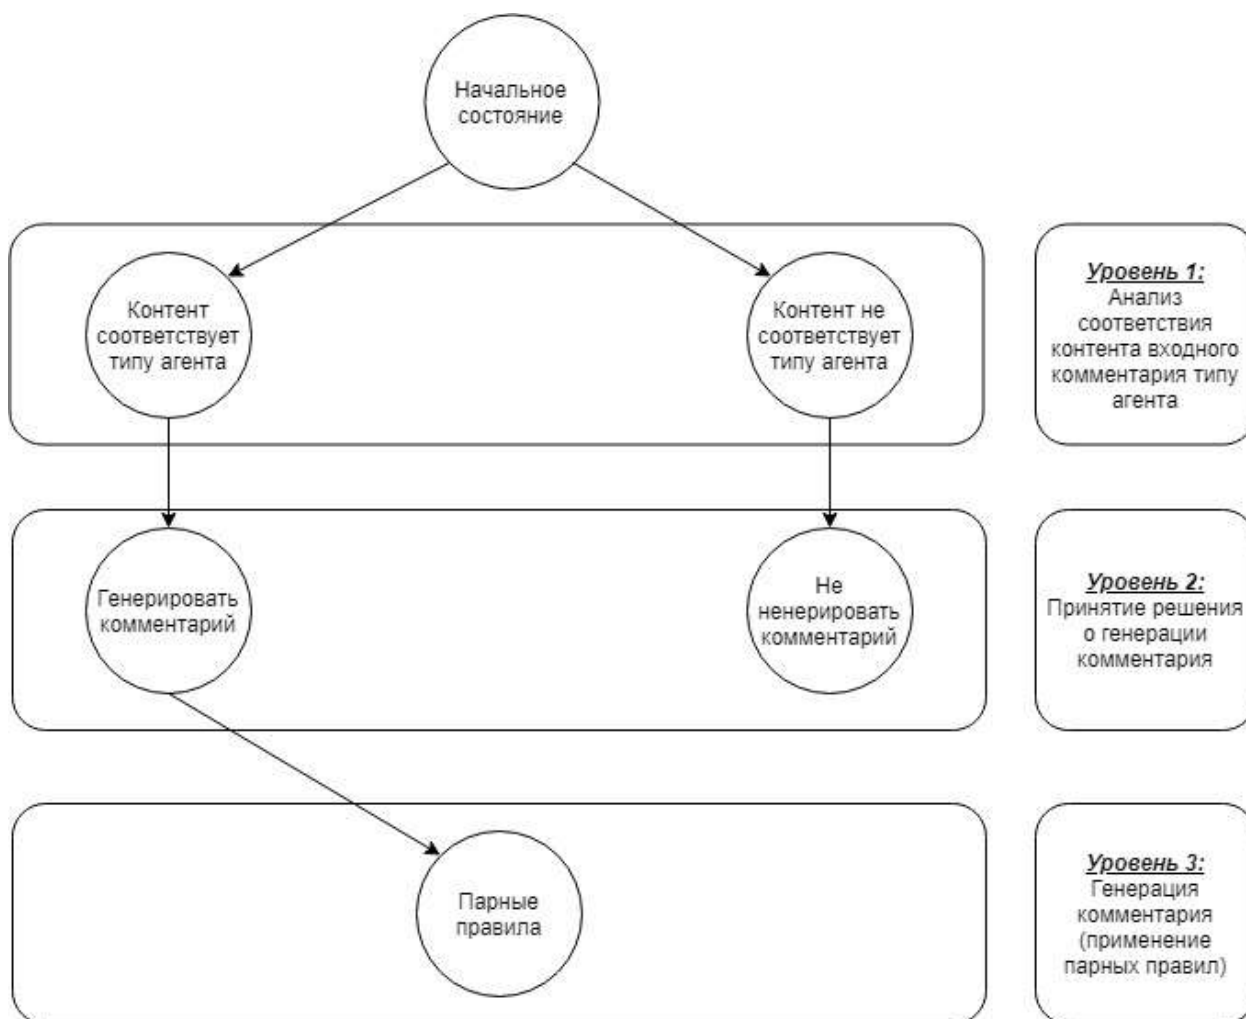 Начальное
состояние
Контент
соответствует
типу агента
Контент не
соответствует
типу агента
Уровень 1:
Анализ
соответствия
контента входного
комментария типу
агента
Генерировать
комментарий
Не
ненерировать
комментарий
Уровень 2:
Принятие решения
о генерации
комментария
Парные
правила
Уровень 3:
Генерация
комментария
(применение
парных правил)